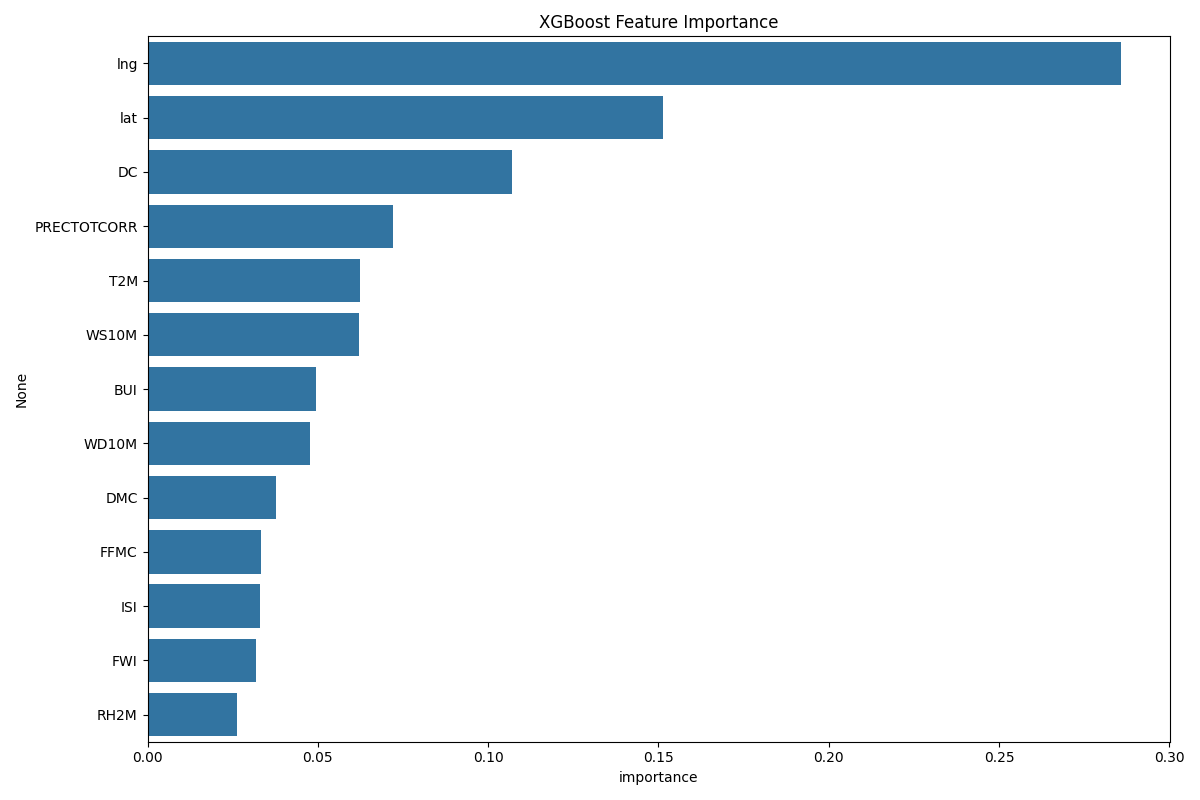 XGBoost Feature Importance
lng
lat
DC
PRECTOTCORR
T2M
WS10M
BUI
WD10M
DMC
FFMC
ISI
FWI
RH2M
None
0.00 0.05 0.10 0.15 0.20 0.25 0.30
importance